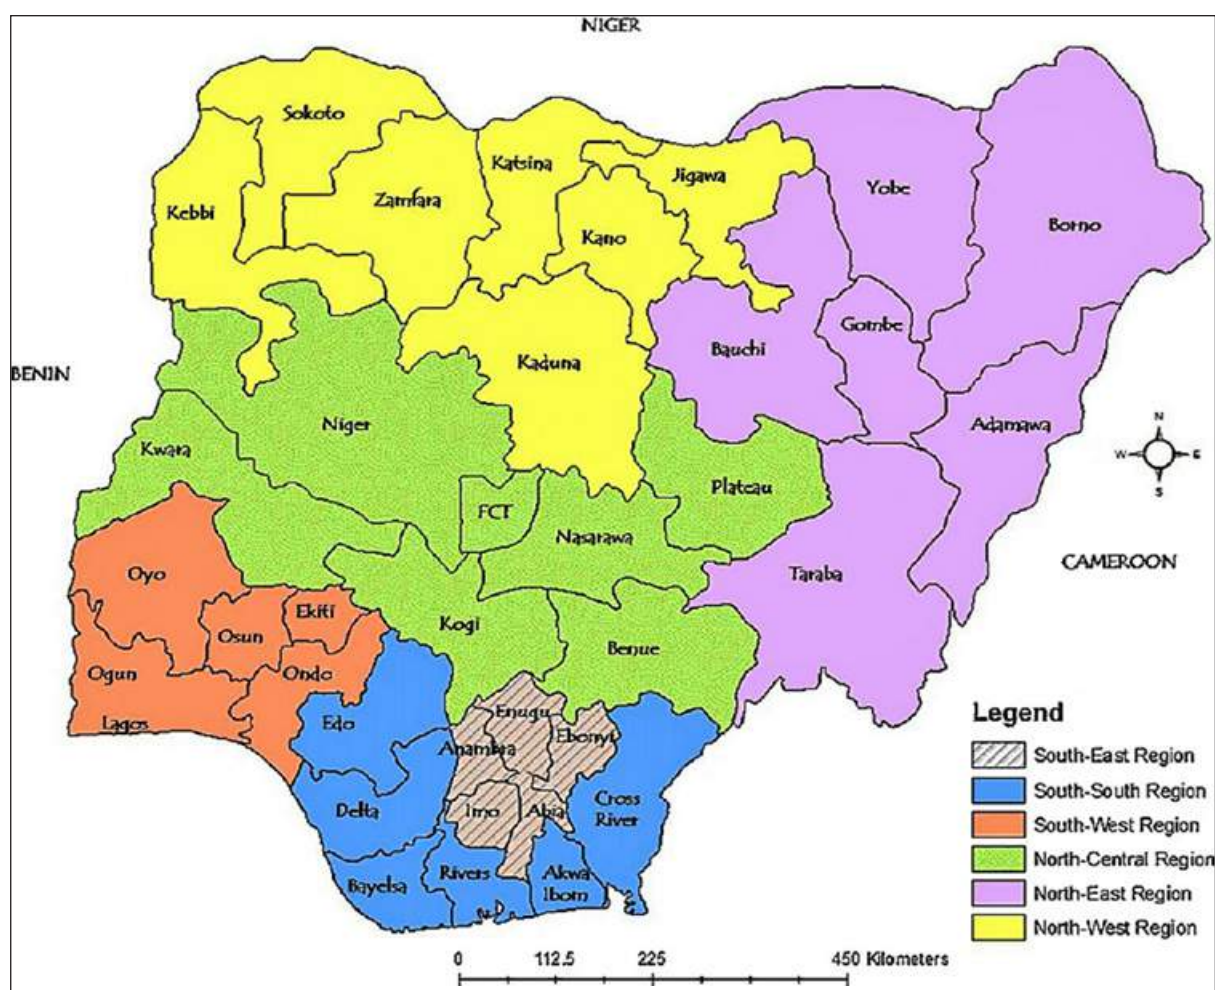 NIGER
Sokoto
Katsina
Jigawa
Zamfara
Yobe
Kebbi
Borno
Kano
Gombe
Bauchi
Kaduna
BENIN
Niger
Adamawa
N
W
E
S
Kwara
Plateau
FCT
Nasarawa
CAMEROON
Oyo
Taraba
Ekiti
Osun
Kogi
Benue
Ogun
Ondo
Lagos
Edo
Enugu
Ebonyi
Anambra
Legend
South-East Region
South-South Region
South-West Region
North-Central Region
North-East Region
North-West Region
Delta
Imo
Abia
Cross
River
Bayelsa
Rivers
Akwa
Ibom
0 112.5 225 450 Kilometers